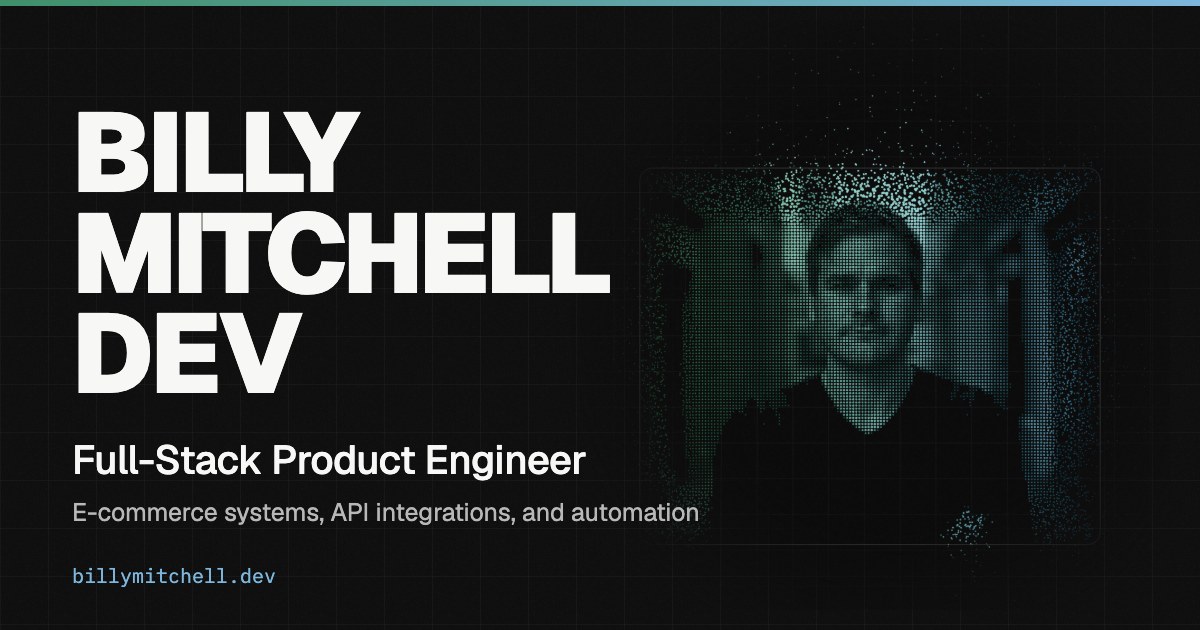 BILLY
MITCHELL
DEV
Full-Stack Product Engineer
E-commerce systems, API integrations, and automation
billymitchell.dev